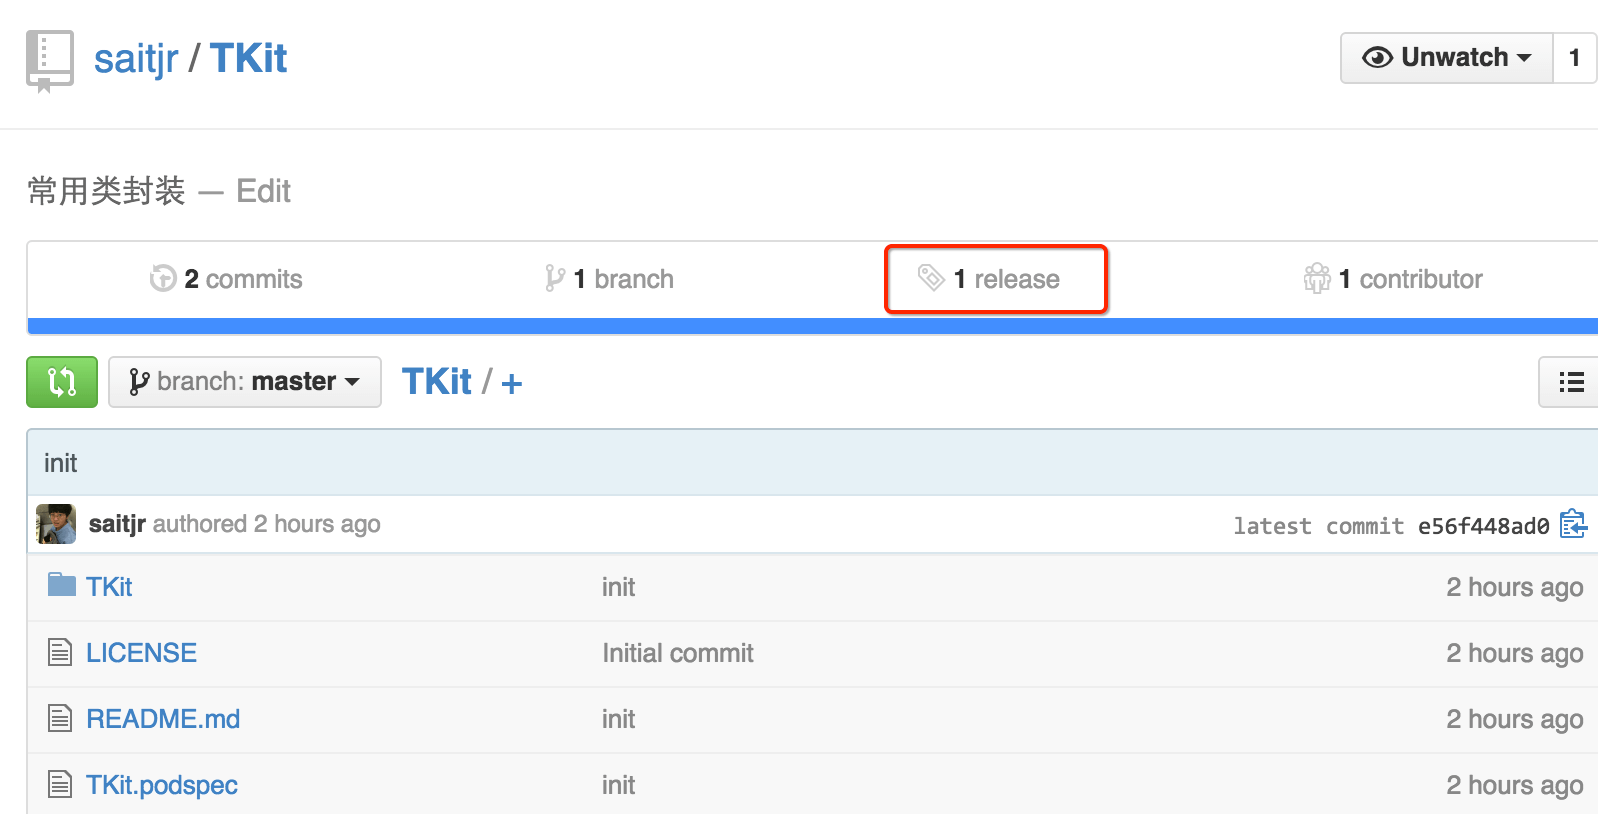 saitjr / TKit
Unwatch 1
常用类封装 — Edit
2 commits
1 branch
1 release
1 contributor
branch: master
TKit / +
init
saitjr authored 2 hours ago
latest commit e56f448ad0
TKit init 2 hours ago
LICENSE Initial commit 2 hours ago
README.md init 2 hours ago
TKit.podspec init 2 hours ago